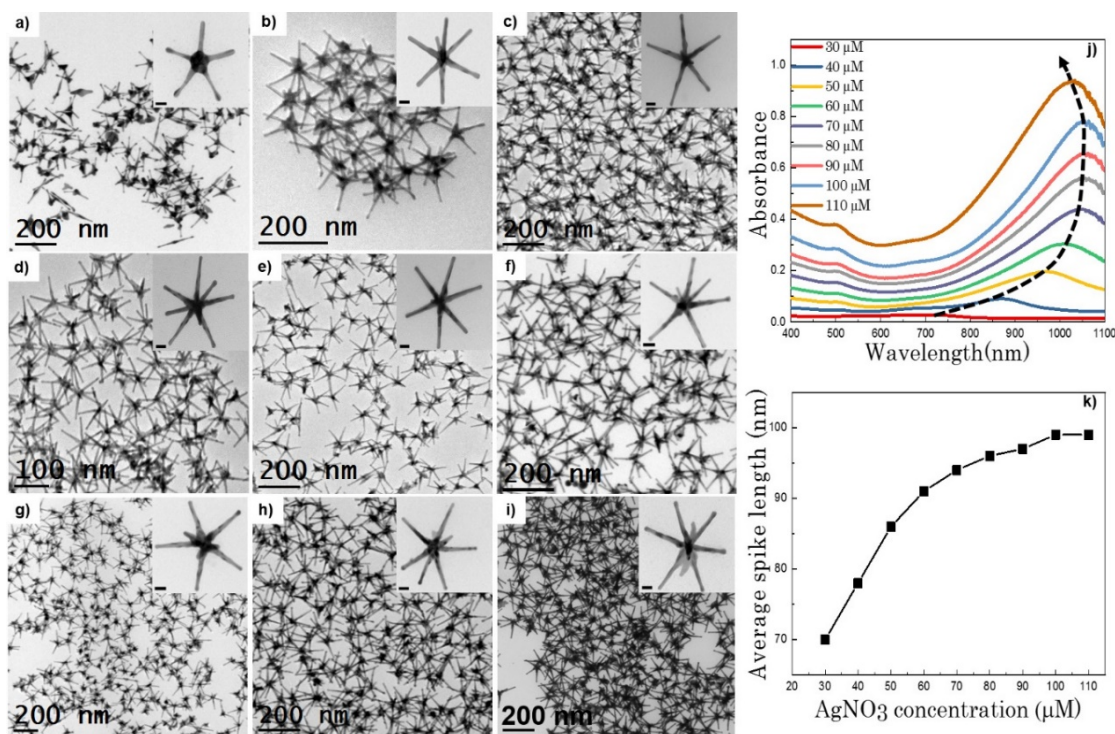 a)
200 nm
b)
200 nm
c)
200 nm
d)
100 nm
e)
200 nm
f)
200 nm
g)
200 nm
h)
200 nm
i)
200 nm
j)
30 µM
40 µM
50 µM
60 µM
70 µM
80 µM
90 µM
100 µM
110 µM
Absorbance
1.0
0.8
0.6
0.4
0.2
0.0
400 500 600 700 800 900 1000 1100
Wavelength(nm)
k)
Average spike length (nm)
100
90
80
70
20 30 40 50 60 70 80 90 100 110 120
AgNO3 concentration (µM)